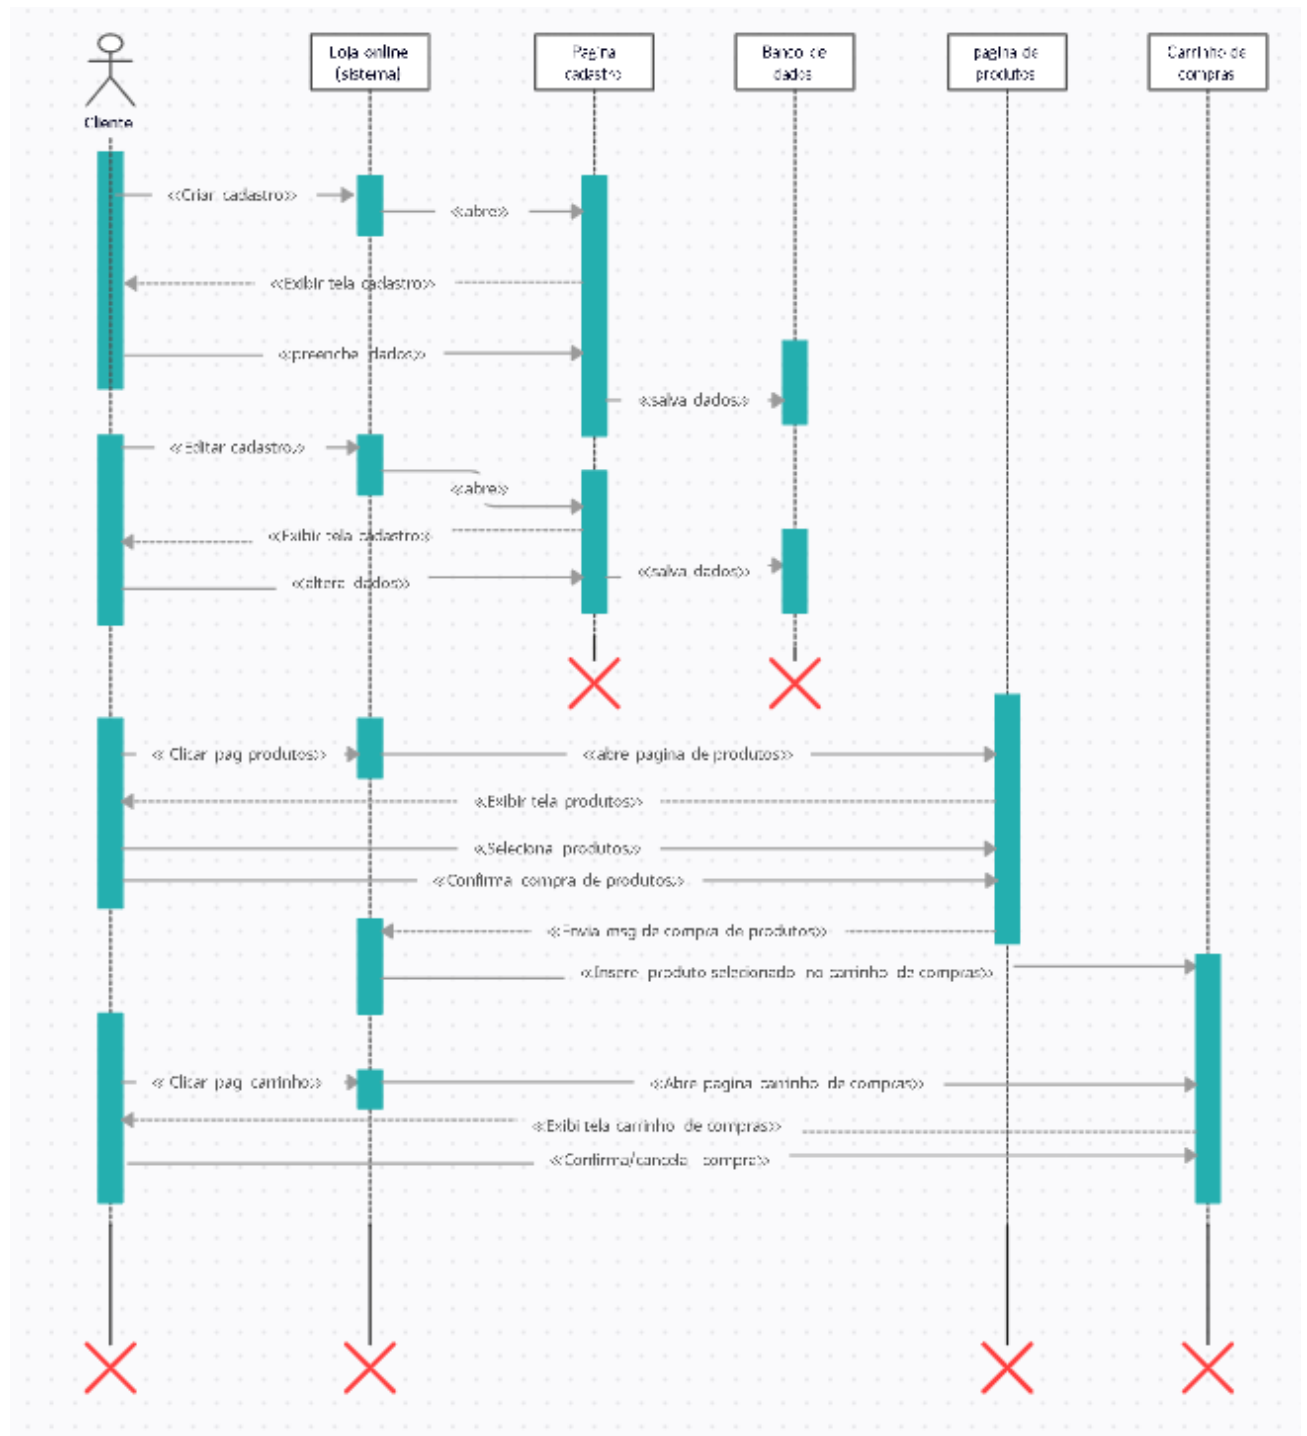 Loja online
(sistema)
Pagina
cadastro
Banco de
dados
pagina de
produtos
Carrinho de
compras
Cliente
<<Criar cadastro>>
<<abre>>
<<Exibir tela cadastro>>
<<preenche dados>>
<<salva dados>>
<<Editar cadastro>>
<<abre>>
<<Exibir tela cadastro>>
<<salva dados>>
<<altera dados>>
<< Clicar pag produtos>>
<<abre pagina de produtos>>
<<Exibir tela produtos>>
<<Seleciona produtos>>
<<Confirma compra de produtos>>
<<Envia msg de compra de produtos>>
<<Insere produto selecionado no carrinho de compras>>
<< Clicar pag carrinho>>
<<Abre pagina carrinho de compras>>
<<Exibi tela carrinho de compras>>
<<Confirma/cancela compra>>